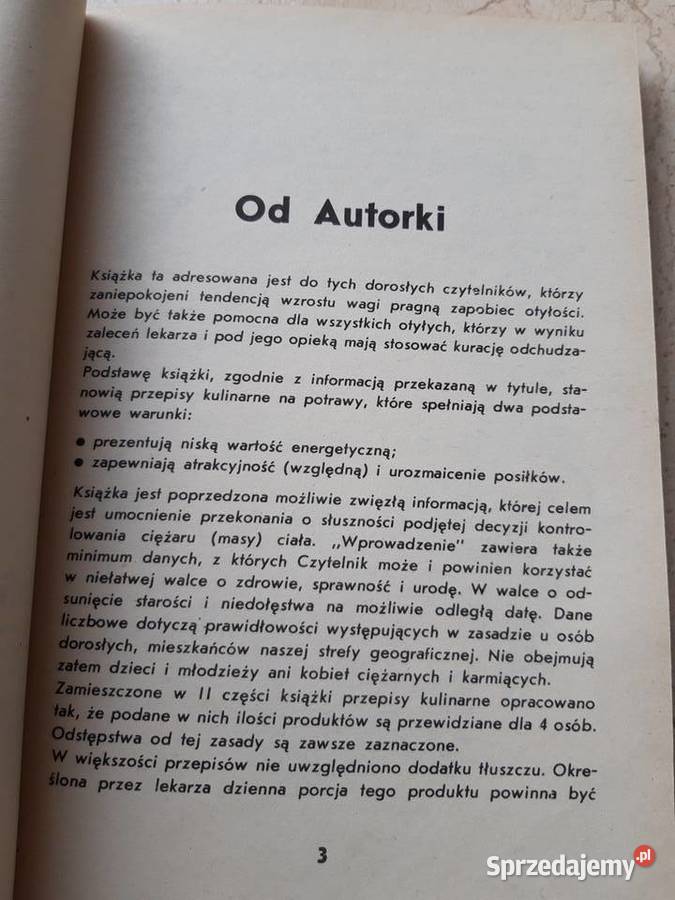 Od Autorki
Książka ta adresowana jest do tych dorosłych czytelników, którzy
zaniepokojeni tendencją wzrostu wagi pragną zapobiec otyłości.
Może być także pomocna dla wszystkich otyłych, którzy w wyniku
zaleceń lekarza i pod jego opieką mają stosować kurację odchudza-
jącą.
Podstawę książki, zgodnie z informacją przekazaną w tytule, sta-
nowią przepisy kulinarne na potrawy, które spełniają dwa podsta-
wowe warunki:
● prezentują niską wartość energetyczną;
● zapewniają atrakcyjność (względną) i urozmaicenie posiłków.
Książka jest poprzedzona możliwie zwięzłą informacją, której celem
jest umocnienie przekonania o słuszności podjętej decyzji kontro-
lowania ciężaru (masy) ciała. „Wprowadzenie" zawiera także
minimum danych, z których Czytelnik może i powinien korzystać
w niełatwej walce o zdrowie, sprawność i urodę. W walce o od-
sunięcie starości i niedołęstwa na możliwie odległą datę. Dane
liczbowe dotyczą prawidłowości występujących w zasadzie u osób
dorosłych, mieszkańców naszej strefy geograficznej. Nie obejmują
zatem dzieci i młodzieży ani kobiet ciężarnych i karmiących.
Zamieszczone w II części książki przepisy kulinarne opracowano
tak, że podane w nich ilości produktów są przewidziane dla 4 osób.
Odstępstwa od tej zasady są zawsze zaznaczone.
W większości przepisów nie uwzględniono dodatku tłuszczu. Okre-
ślona przez lekarza dzienna porcja tego produktu powinna być
3
Sprzedajemy.pl